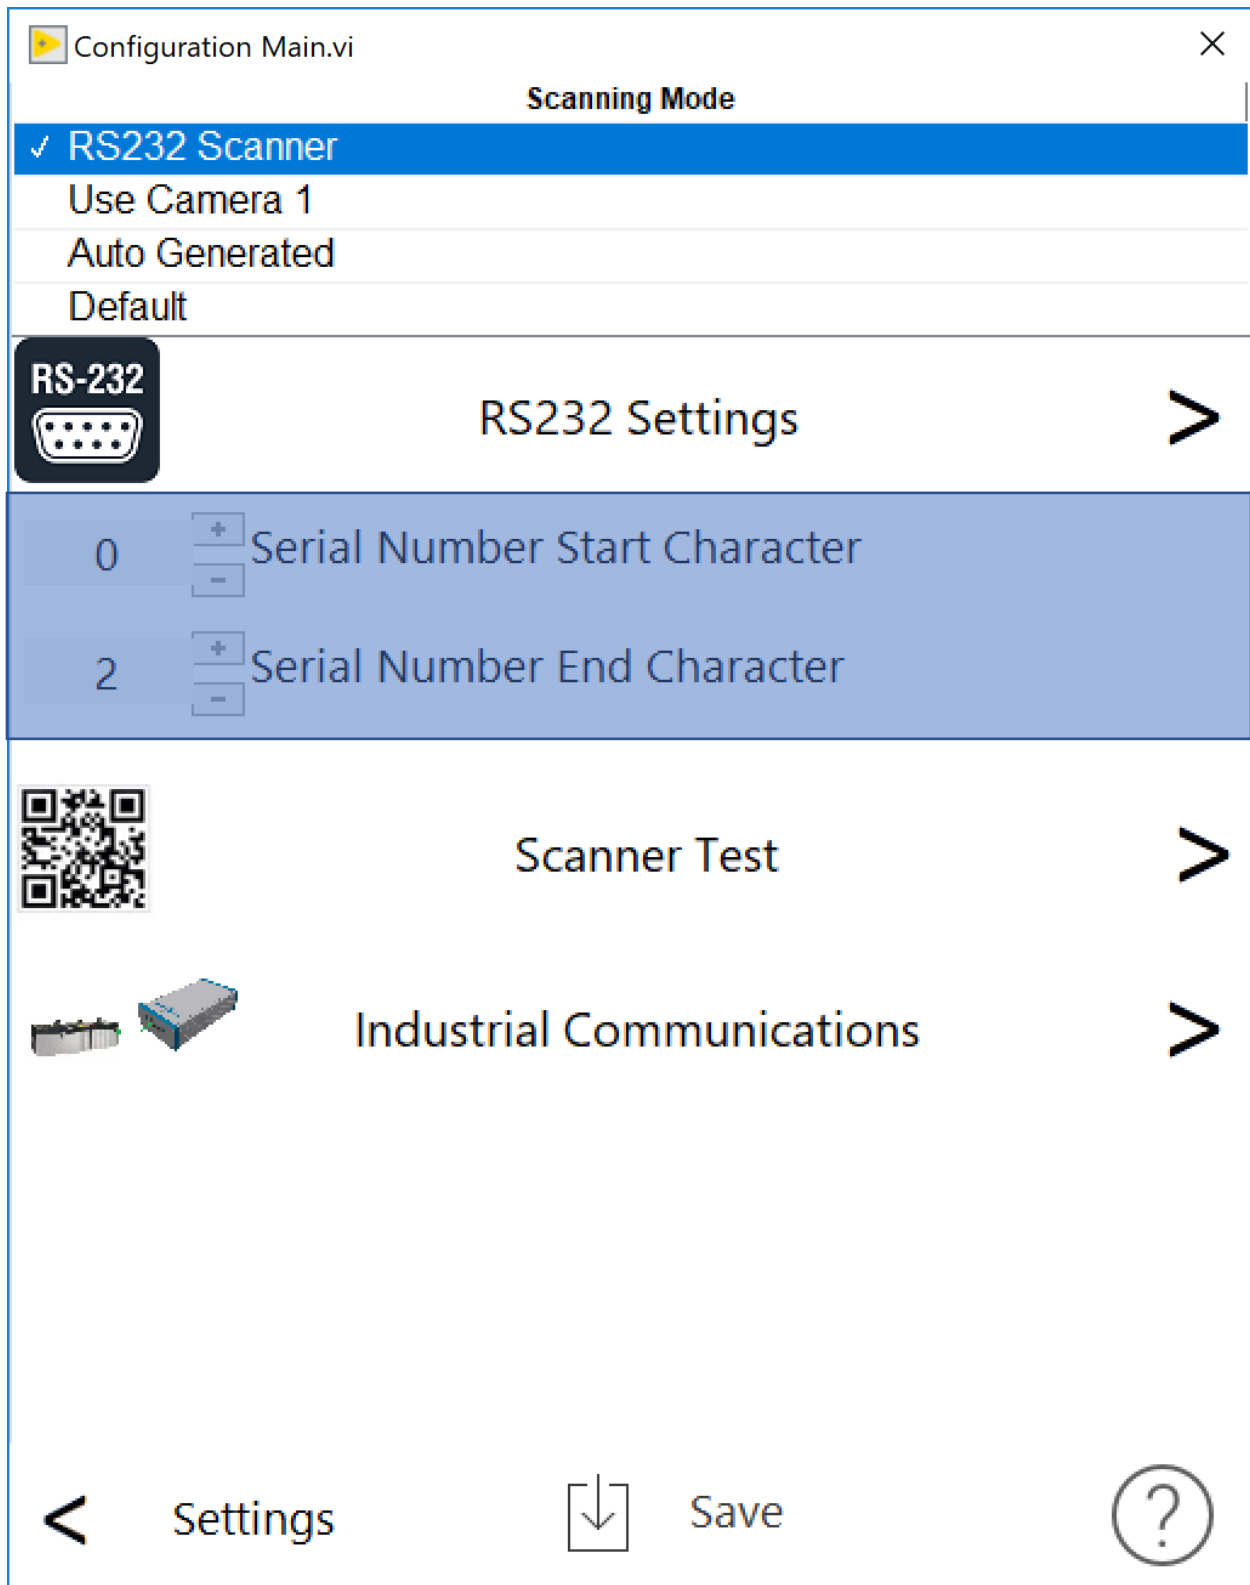 Configuration Main.vi
Scanning Mode
✓ RS232 Scanner
Use Camera 1
Auto Generated
Default
RS-232
RS232 Settings >
0 + - Serial Number Start Character
2 + - Serial Number End Character
Scanner Test >
Industrial Communications >
< Settings Save ?